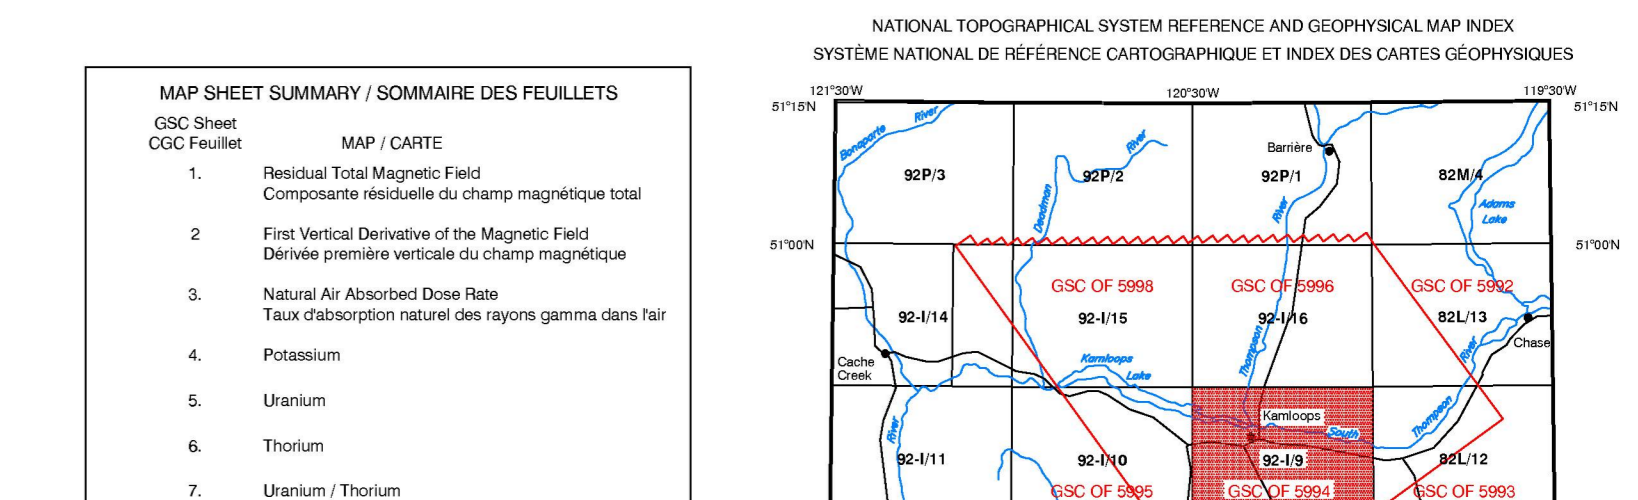 NATIONAL TOPOGRAPHICAL SYSTEM REFERENCE AND GEOPHYSICAL MAP INDEX
SYSTÈME NATIONAL DE RÉFÉRENCE CARTOGRAPHIQUE ET INDEX DES CARTES GÉOPHYSIQUES
MAP SHEET SUMMARY / SOMMAIRE DES FEUILLETS
GSC Sheet
CGC Feuillet MAP / CARTE
1. Residual Total Magnetic Field
Composante résiduelle du champ magnétique total
2 First Vertical Derivative of the Magnetic Field
Dérivée première verticale du champ magnétique
3. Natural Air Absorbed Dose Rate
Taux d'absorption naturel des rayons gamma dans l'air
4. Potassium
5. Uranium
6. Thorium
7. Uranium / Thorium
121°30'W 120°30'W 119°30'W
51°15'N 51°15'N
Bonaparte River
River
Barrière
92P/3 92P/2 92P/1 82M/4
Deadman
River
Adams
Lake
51°00'N 51°00'N
GSC OF 5998 GSC OF 5996 GSC OF 5992
92-I/14 92-I/15 92-I/16 82L/13
Chase
Cache
Creek
Kamloops
Lake
Thompson
River
Kamloops
River
South
Thompson
92-I/11 92-I/10 92-I/9 82L/12
GSC OF 5995 GSC OF 5994 GSC OF 5993